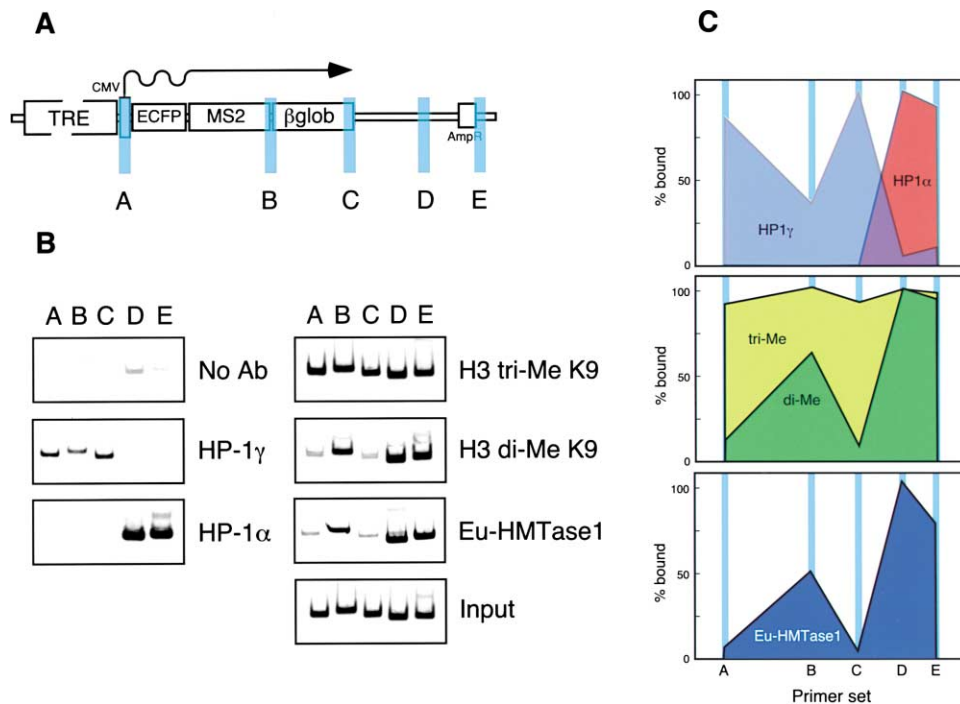 A
CMV
TRE
ECFP
MS2
βglob
AmpR
A B C D E
B
A B C D E
No Ab
HP-1γ
HP-1α
A B C D E
H3 tri-Me K9
H3 di-Me K9
Eu-HMTase1
Input
C
100
50
0
% bound
HP1γ
HP1α
100
50
0
% bound
tri-Me
di-Me
100
50
0
% bound
Eu-HMTase1
A B C D E
Primer set